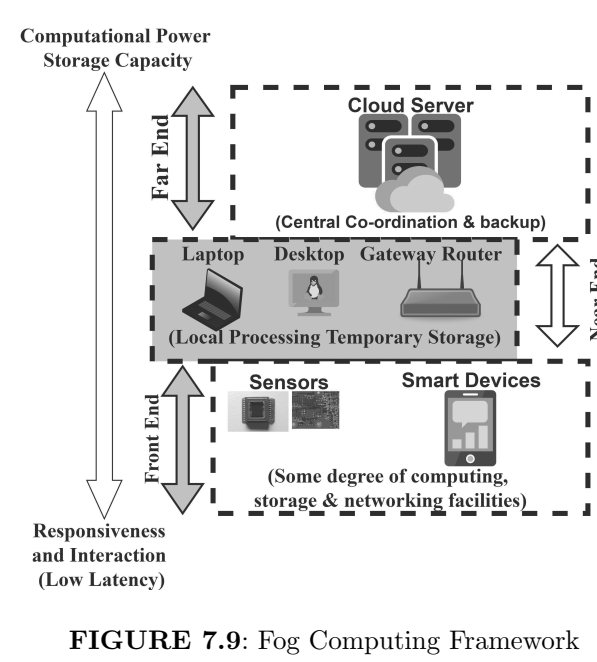 Computational Power
Storage Capacity
Far End
Cloud Server
(Central Co-ordination & backup)
Laptop Desktop Gateway Router
(Local Processing Temporary Storage)
Near End
Front End
Sensors Smart Devices
(Some degree of computing,
storage & networking facilities)
Responsiveness
and Interaction
(Low Latency)
FIGURE 7.9: Fog Computing Framework